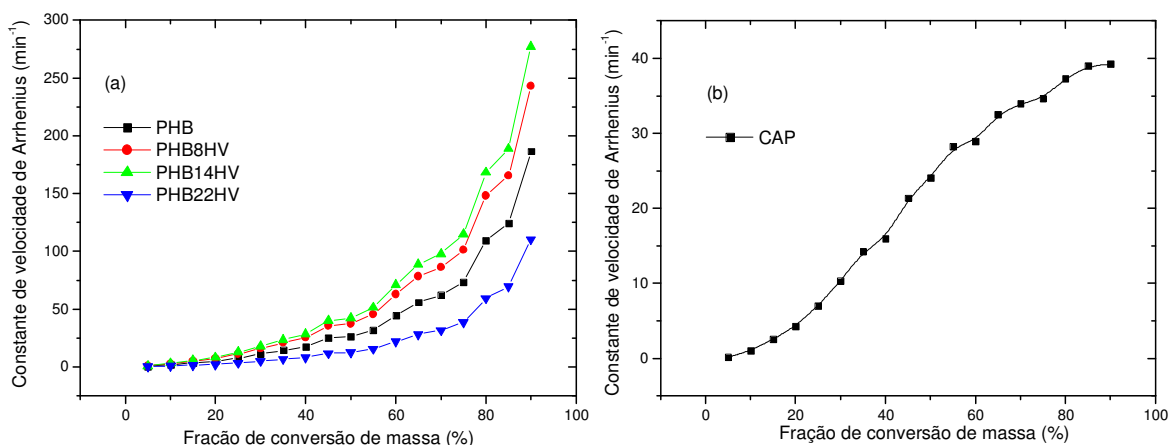 Constante de velocidade de Arrhenius (min⁻¹)
300
250
200
150
100
50
0
(a)
PHB
PHB8HV
PHB14HV
PHB22HV
0 20 40 60 80 100
Fração de conversão de massa (%)
Constante de velocidade de Arrhenius (min⁻¹)
40
30
20
10
0
(b)
CAP
0 20 40 60 80 100
Fração de conversão de massa (%)